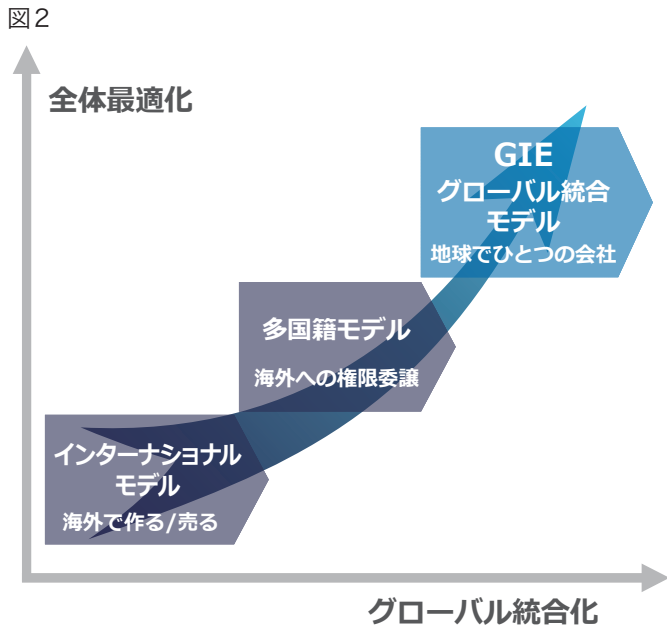 図2
全体最適化
GIE
グローバル統合
モデル
地球でひとつの会社
多国籍モデル
海外への権限委譲
インターナショナル
モデル
海外で作る/売る
グローバル統合化